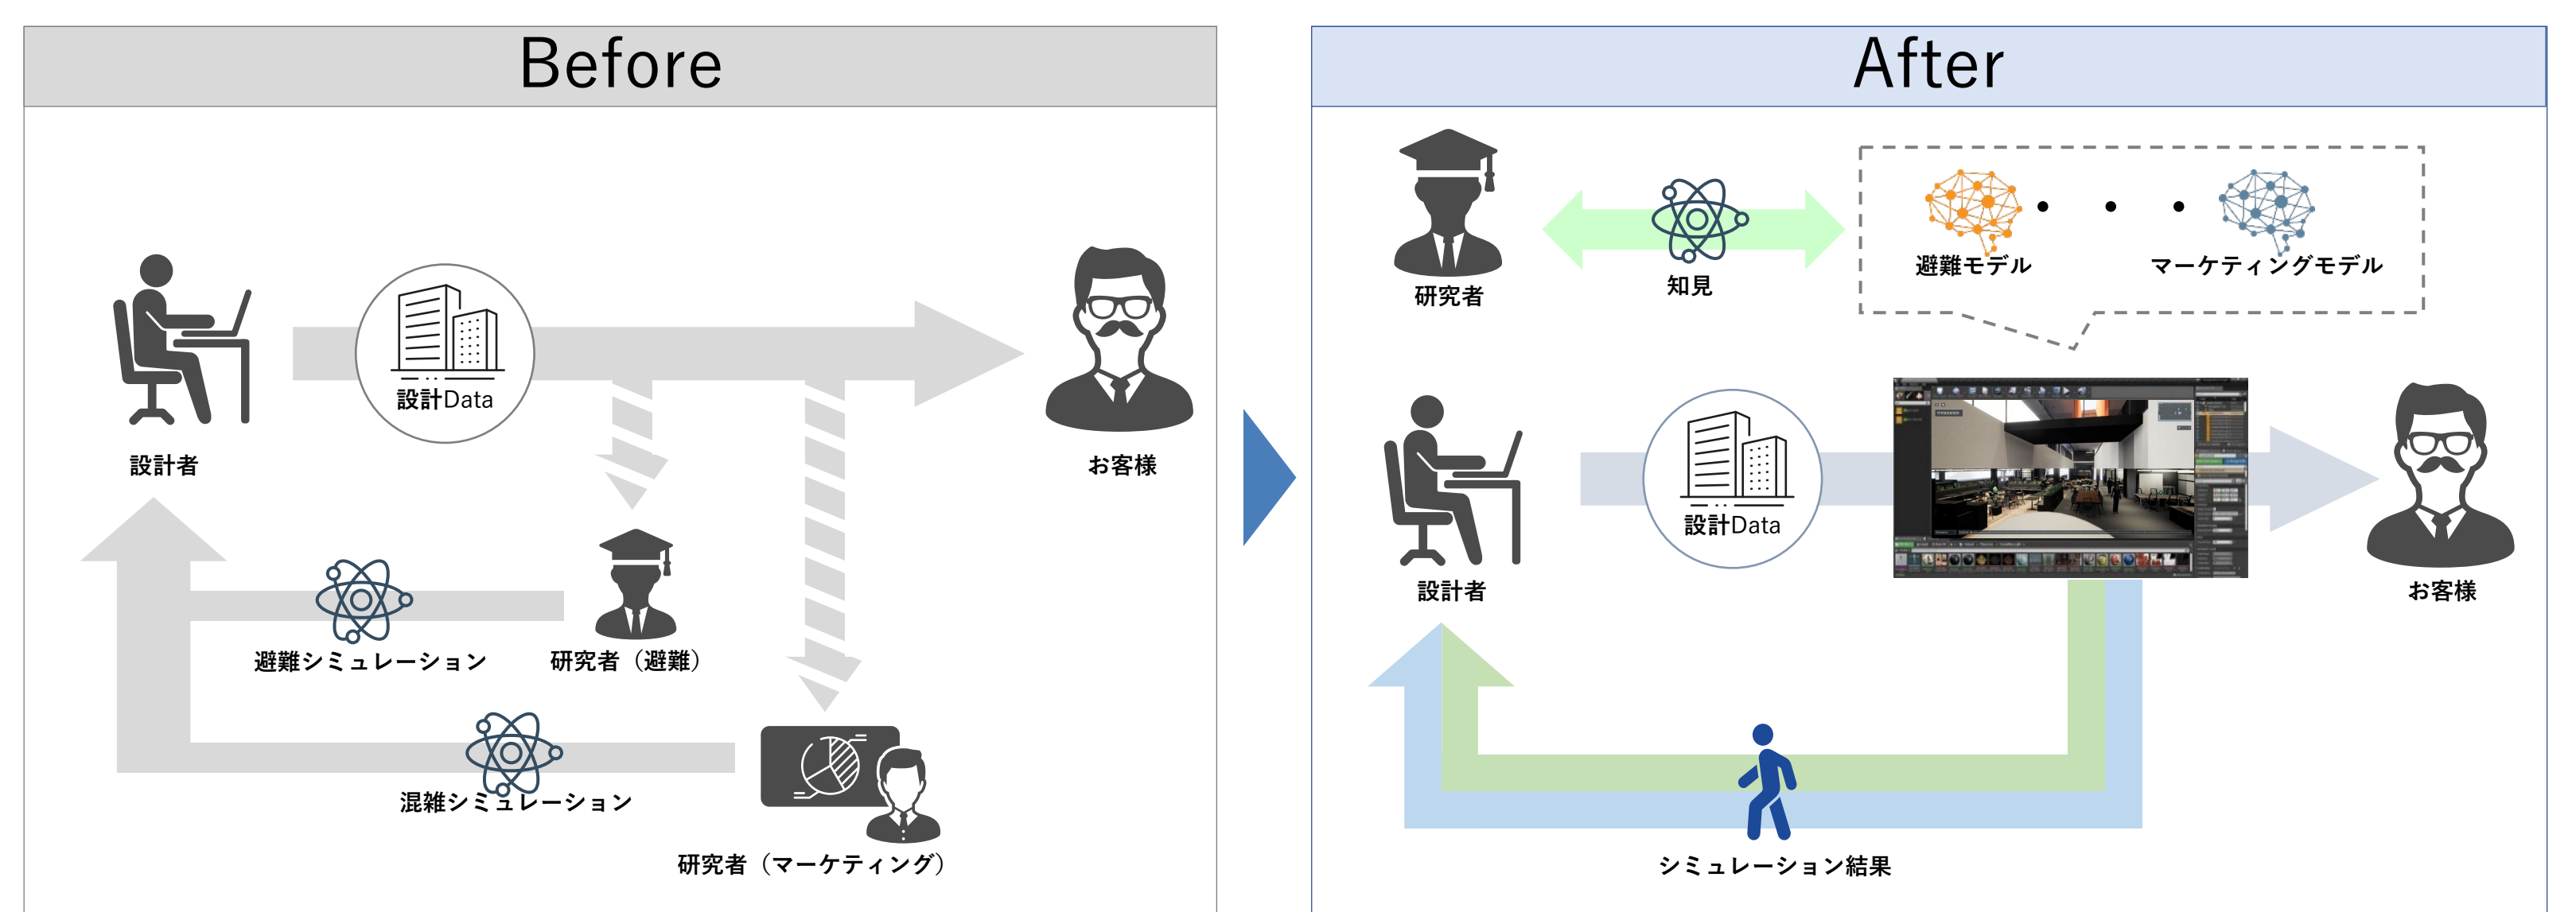 Before
設計Data
設計者
お客様
避難シミュレーション
研究者（避難）
混雑シミュレーション
研究者（マーケティング）
After
研究者
知見
避難モデル
・・・
マーケティングモデル
設計Data
設計者
お客様
シミュレーション結果